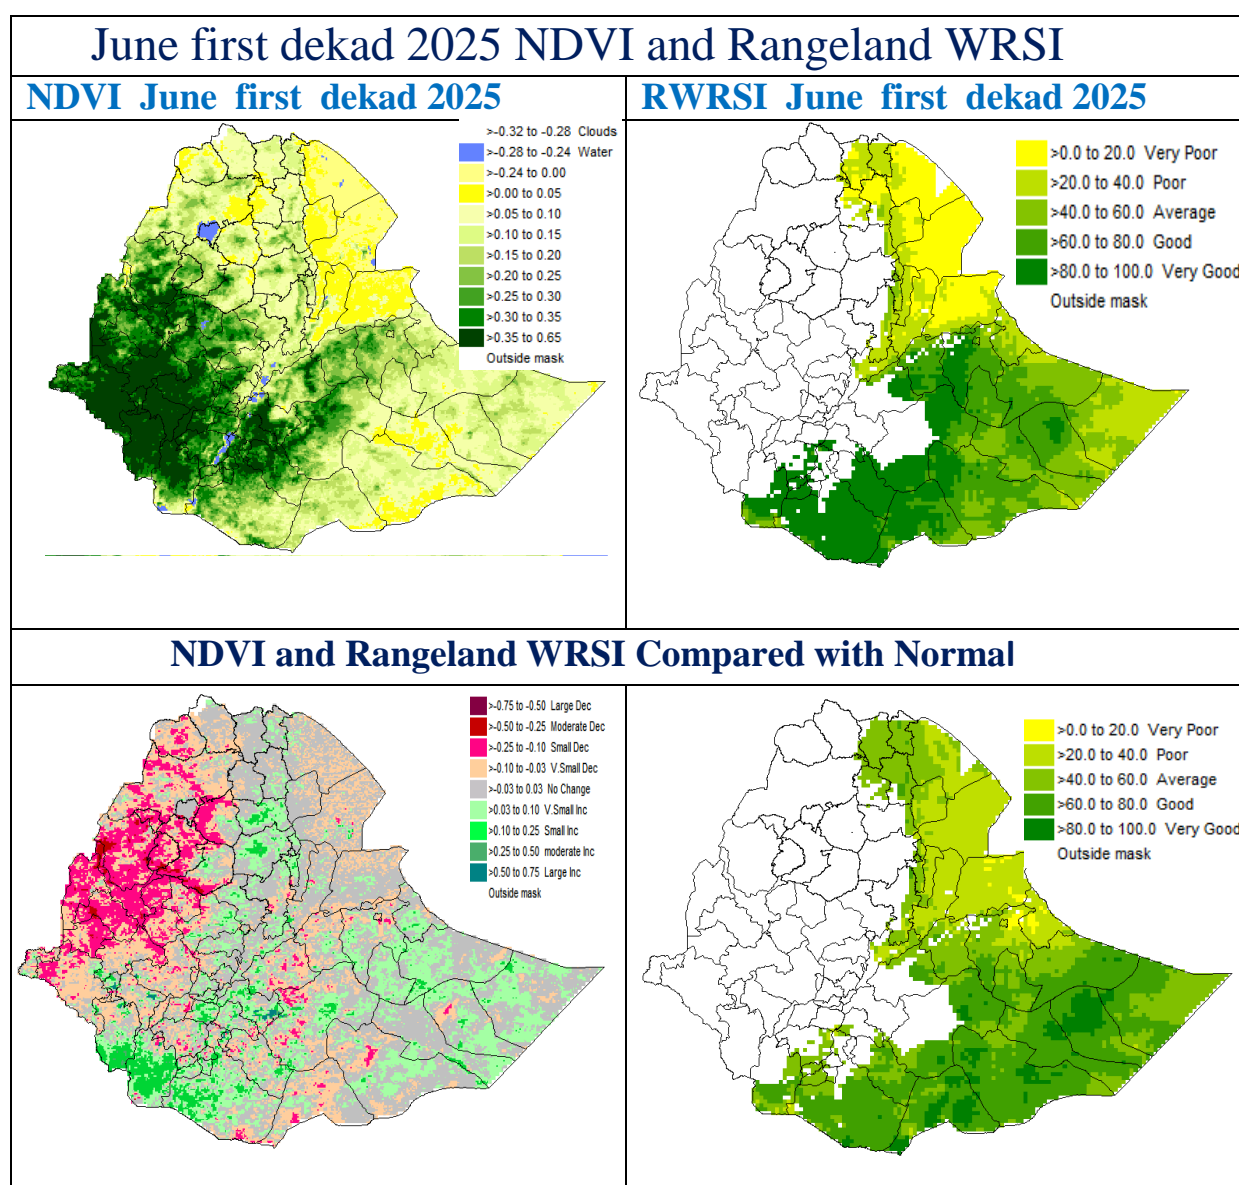 June first dekad 2025 NDVI and Rangeland WRSI
NDVI June first dekad 2025
RWRSI June first dekad 2025
>-0.32 to -0.28 Clouds
>-0.28 to -0.24 Water
>-0.24 to 0.00
>0.00 to 0.05
>0.05 to 0.10
>0.10 to 0.15
>0.15 to 0.20
>0.20 to 0.25
>0.25 to 0.30
>0.30 to 0.35
>0.35 to 0.65
Outside mask
>0.0 to 20.0 Very Poor
>20.0 to 40.0 Poor
>40.0 to 60.0 Average
>60.0 to 80.0 Good
>80.0 to 100.0 Very Good
Outside mask
NDVI and Rangeland WRSI Compared with Normal
>-0.75 to -0.50 Large Dec
>-0.50 to -0.25 Moderate Dec
>-0.25 to -0.10 Small Dec
>-0.10 to -0.03 V.Small Dec
>-0.03 to 0.03 No Change
>0.03 to 0.10 V.Small Inc
>0.10 to 0.25 Small Inc
>0.25 to 0.50 moderate Inc
>0.50 to 0.75 Large Inc
Outside mask
>0.0 to 20.0 Very Poor
>20.0 to 40.0 Poor
>40.0 to 60.0 Average
>60.0 to 80.0 Good
>80.0 to 100.0 Very Good
Outside mask